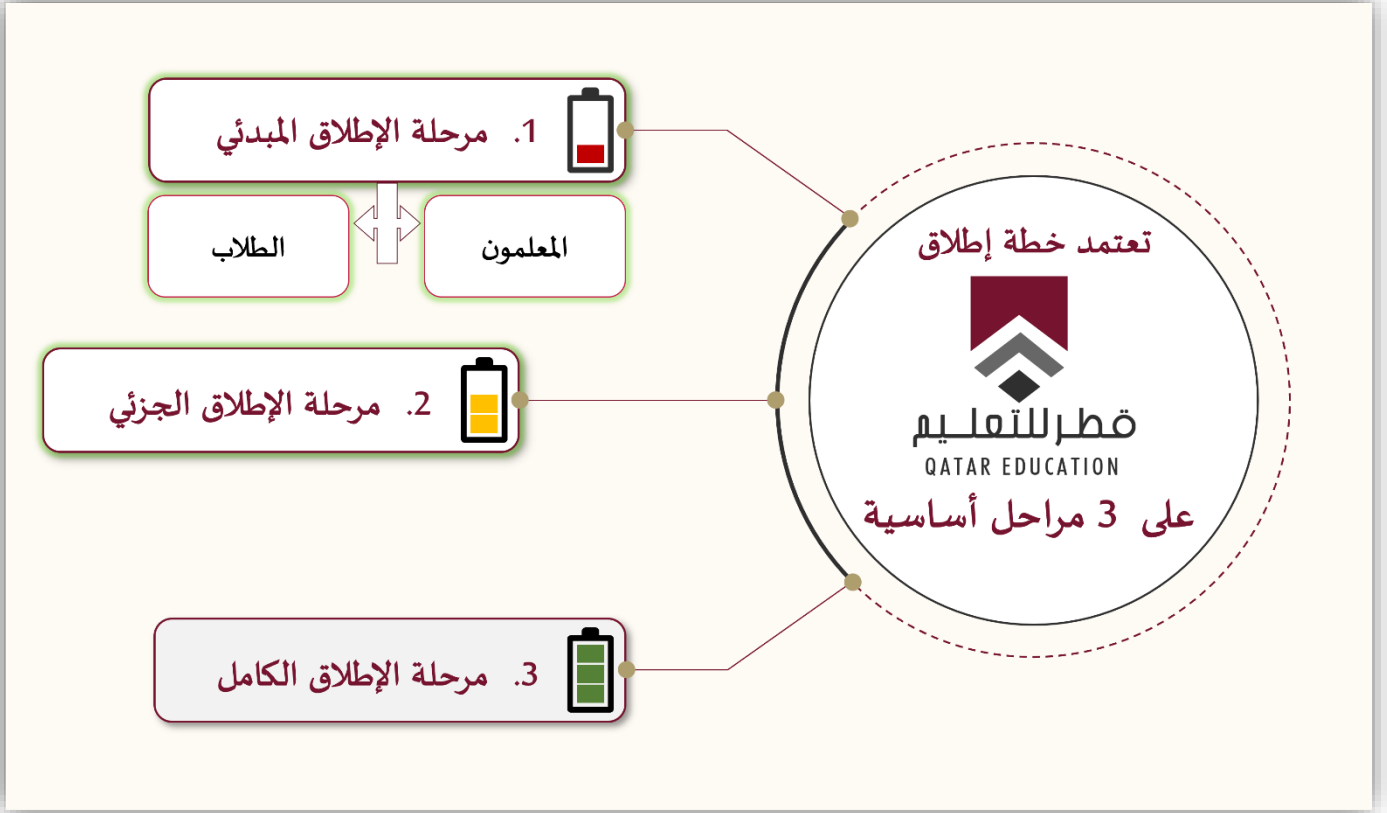 تعتمد خطة إطلاق
قطر للتعليم
QATAR EDUCATION
على 3 مراحل أساسية
1. مرحلة الإطلاق المبدئي
المعلمون
الطلاب
2. مرحلة الإطلاق الجزئي
3. مرحلة الإطلاق الكامل